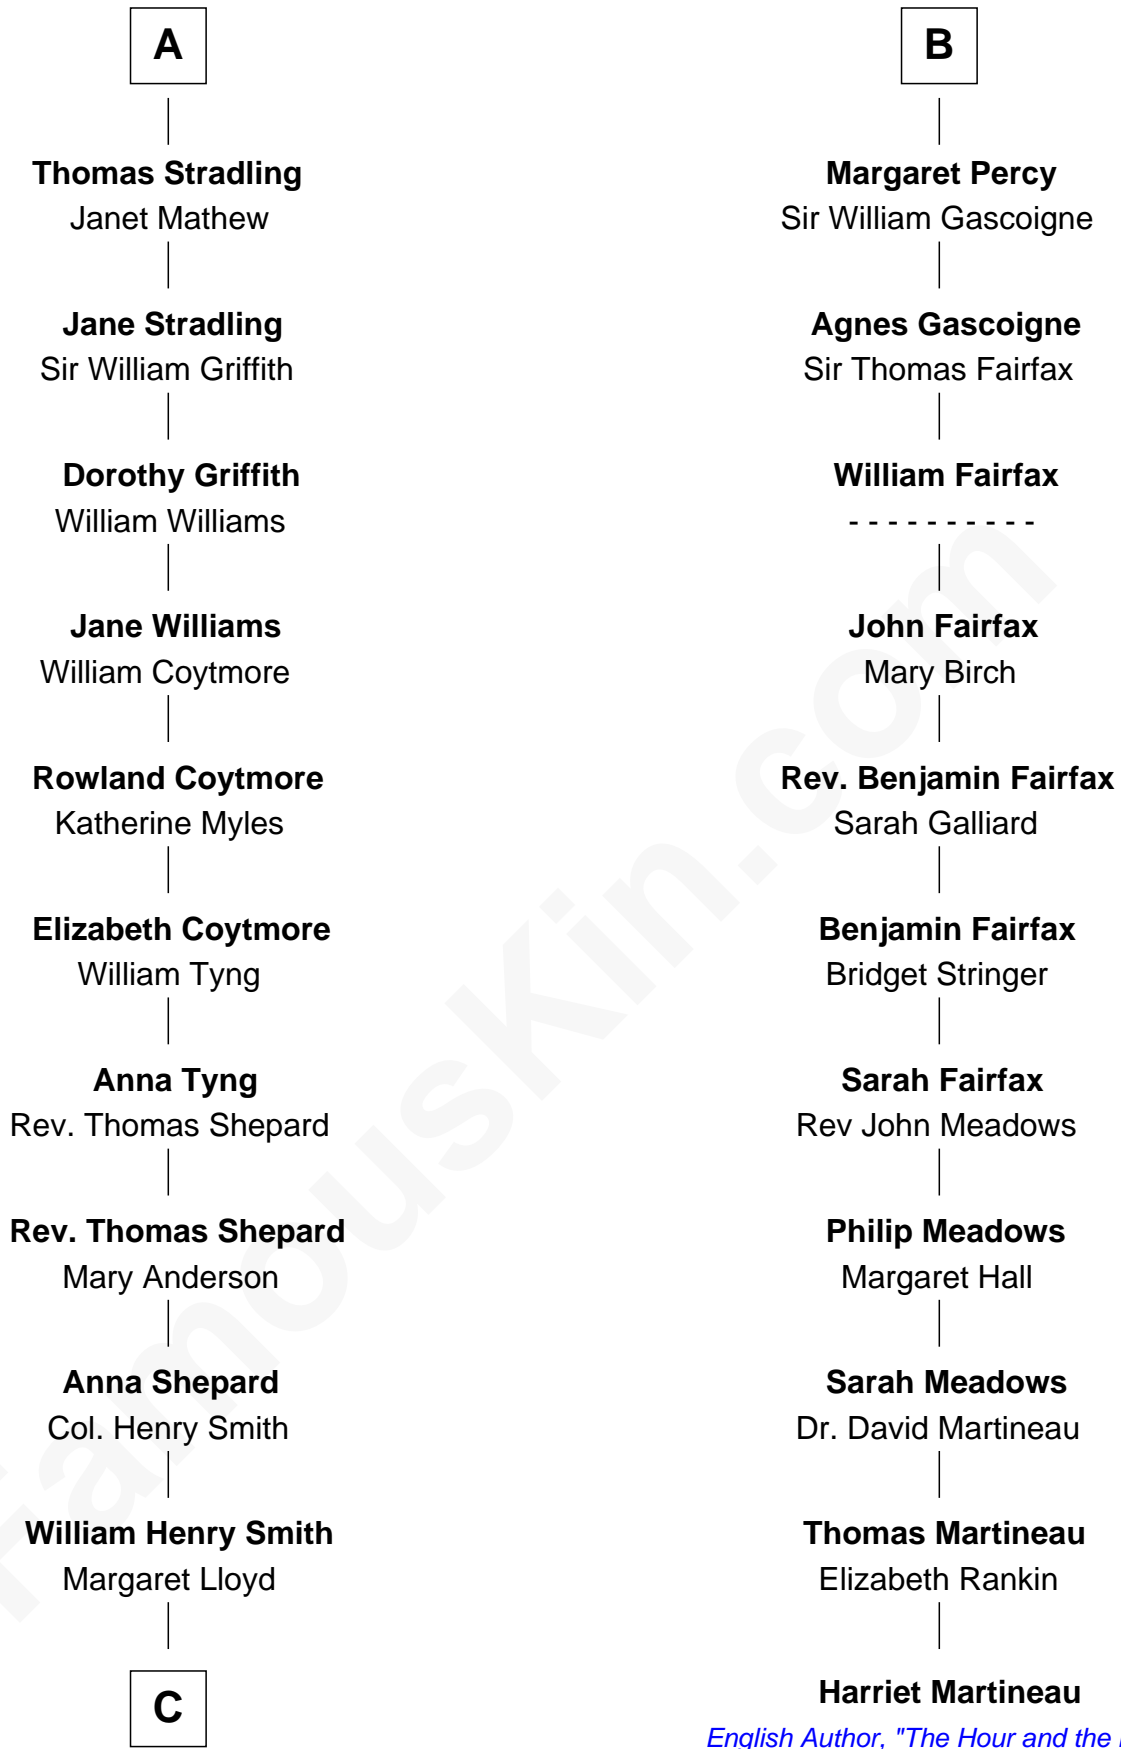 A
Thomas Stradling
Janet Mathew
Jane Stradling
Sir William Griffith
Dorothy Griffith
William Williams
Jane Williams
William Coytmore
Rowland Coytmore
Katherine Myles
Elizabeth Coytmore
William Tyng
Anna Tyng
Rev. Thomas Shepard
Rev. Thomas Shepard
Mary Anderson
Anna Shepard
Col. Henry Smith
William Henry Smith
Margaret Lloyd
C
B
Margaret Percy
Sir William Gascoigne
Agnes Gascoigne
Sir Thomas Fairfax
William Fairfax
- - - - - - - - - -
John Fairfax
Mary Birch
Rev. Benjamin Fairfax
Sarah Galliard
Benjamin Fairfax
Bridget Stringer
Sarah Fairfax
Rev John Meadows
Philip Meadows
Margaret Hall
Sarah Meadows
Dr. David Martineau
Thomas Martineau
Elizabeth Rankin
Harriet Martineau
English Author, "The Hour and the
FamousKin.com